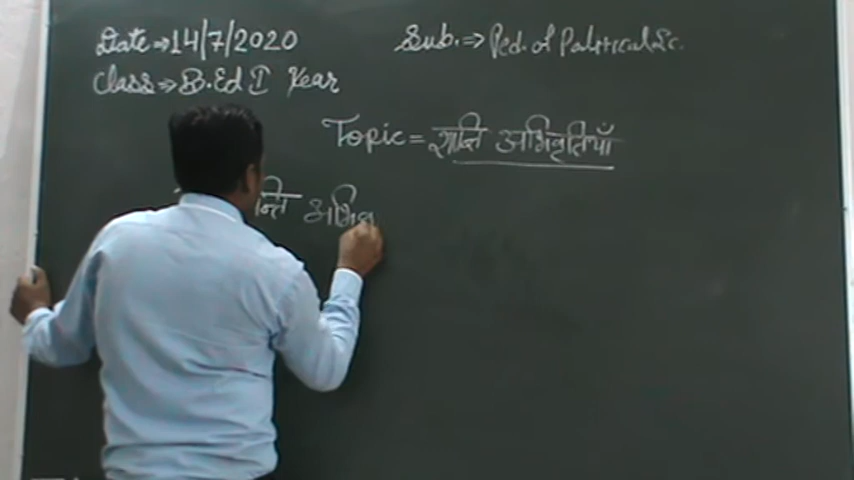 Date⇒14/7/2020 Sub.⇒Ped. of Political Sc.
Class⇒B.Ed I Year
Topic = शान्ति अभिवृतियाँ
न्ति अभिवृ